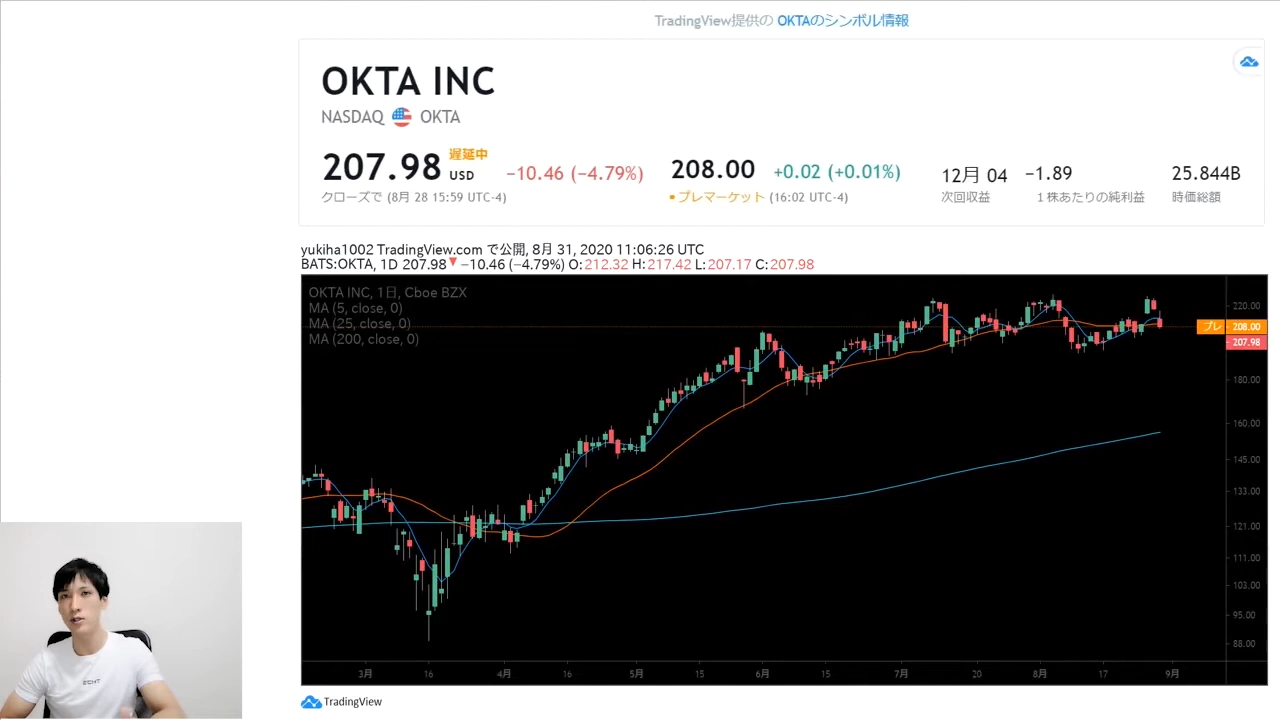 TradingView提供の OKTAのシンボル情報
OKTA INC
NASDAQ OKTA
207.98 遅延中 USD −10.46 (−4.79%) 208.00 +0.02 (+0.01%) 12月 04 −1.89 25.844B
クローズで (8月 28 15:59 UTC-4) プレマーケット (16:02 UTC-4) 次回収益 1株あたりの純利益 時価総額
yukiha1002 TradingView.com で公開, 8月 31, 2020 11:06:26 UTC
BATS:OKTA, 1D 207.98 ▼ −10.46 (−4.79%) O:212.32 H:217.42 L:207.17 C:207.98
OKTA INC, 1日, Cboe BZX
MA (5, close, 0)
MA (25, close, 0)
MA (200, close, 0)
220.00
プレ 208.00
207.98
180.00
160.00
145.00
133.00
121.00
111.00
103.00
95.00
88.00
3月 16 4月 16 5月 15 6月 15 7月 20 8月 17 9月
TradingView